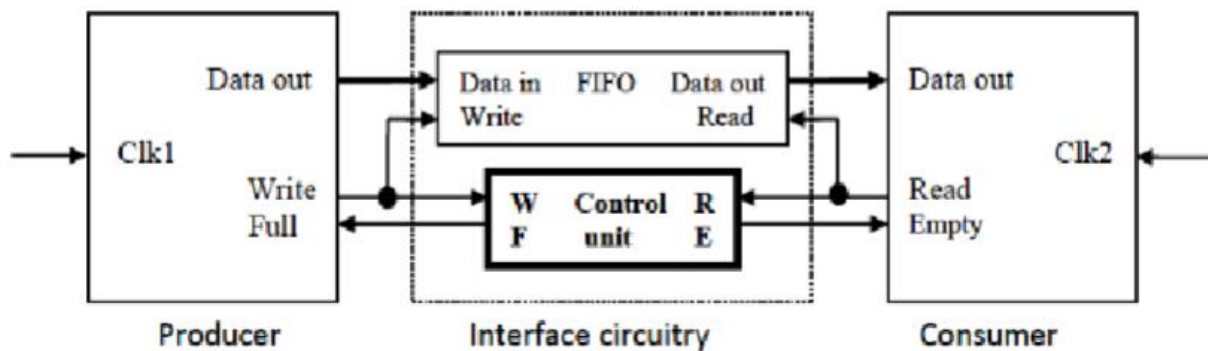 Data out
Clk1
Write
Full
Producer
Data in FIFO Data out
Write Read
W Control R
F unit E
Interface circuitry
Data out
Clk2
Read
Empty
Consumer